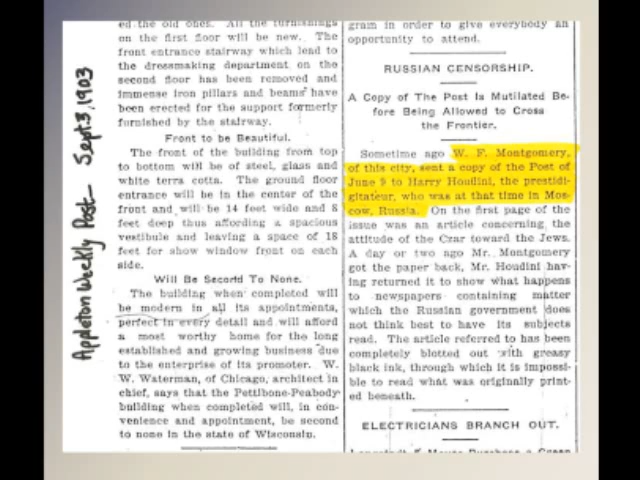 Appleton Weekly Post - Sept. 3, 1903
ed the old ones. All the furnishings
on the first floor will be new. The
front entrance stairway which lead to
the dressmaking department on the
second floor has been removed and
immense iron pillars and beams have
been erected for the support formerly
furnished by the stairway.
Front to be Beautiful.
The front of the building from top
to bottom will be of steel, glass and
white terra cotta. The ground floor
entrance will be in the center of the
front and will be 14 feet wide and 8
feet deep thus affording a spacious
vestibule and leaving a space of 18
feet for show window front on each
side.
Will Be Second To None.
The building when completed will
be modern in all its appointments,
perfect in every detail and will afford
a most worthy home for the long
established and growing business due
to the enterprise of its promoter. W.
W. Waterman, of Chicago, architect in
chief, says that the Pettibone-Peabody
building when completed will, in con-
venience and appointment, be second
to none in the state of Wisconsin.
gram in order to give everybody an
opportunity to attend.
RUSSIAN CENSORSHIP.
A Copy of The Post Is Mutilated Be-
fore Being Allowed to Cross
the Frontier.
Sometime ago W. F. Montgomery,
of this city, sent a copy of the Post of
June 9 to Harry Houdini, the prestidi-
gitateur, who was at that time in Mos-
cow, Russia. On the first page of the
issue was an article concerning the
attitude of the Czar toward the Jews.
A day or two ago Mr. Montgomery
got the paper back, Mr. Houdini hav-
ing returned it to show what happens
to newspapers containing matter
which the Russian government does
not think best to have its subjects
read. The article referred to has been
completely blotted out with greasy
black ink, through which it is impossi-
ble to read what was originally print-
ed beneath.
ELECTRICIANS BRANCH OUT.